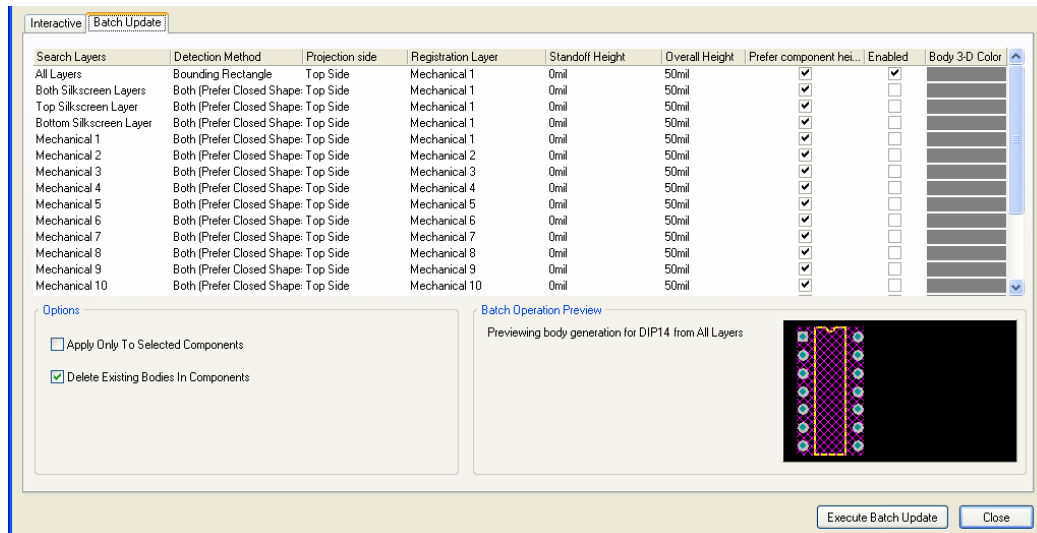 Interactive Batch Update
Search Layers Detection Method Projection side Registration Layer Standoff Height Overall Height Prefer component hei... Enabled Body 3-D Color
All Layers Bounding Rectangle Top Side Mechanical 1 0mil 50mil
Both Silkscreen Layers Both (Prefer Closed Shape: Top Side Mechanical 1 0mil 50mil
Top Silkscreen Layer Both (Prefer Closed Shape: Top Side Mechanical 1 0mil 50mil
Bottom Silkscreen Layer Both (Prefer Closed Shape: Top Side Mechanical 1 0mil 50mil
Mechanical 1 Both (Prefer Closed Shape: Top Side Mechanical 1 0mil 50mil
Mechanical 2 Both (Prefer Closed Shape: Top Side Mechanical 2 0mil 50mil
Mechanical 3 Both (Prefer Closed Shape: Top Side Mechanical 3 0mil 50mil
Mechanical 4 Both (Prefer Closed Shape: Top Side Mechanical 4 0mil 50mil
Mechanical 5 Both (Prefer Closed Shape: Top Side Mechanical 5 0mil 50mil
Mechanical 6 Both (Prefer Closed Shape: Top Side Mechanical 6 0mil 50mil
Mechanical 7 Both (Prefer Closed Shape: Top Side Mechanical 7 0mil 50mil
Mechanical 8 Both (Prefer Closed Shape: Top Side Mechanical 8 0mil 50mil
Mechanical 9 Both (Prefer Closed Shape: Top Side Mechanical 9 0mil 50mil
Mechanical 10 Both (Prefer Closed Shape: Top Side Mechanical 10 0mil 50mil
Options
Apply Only To Selected Components
Delete Existing Bodies In Components
Batch Operation Preview
Previewing body generation for DIP14 from All Layers
Execute Batch Update Close